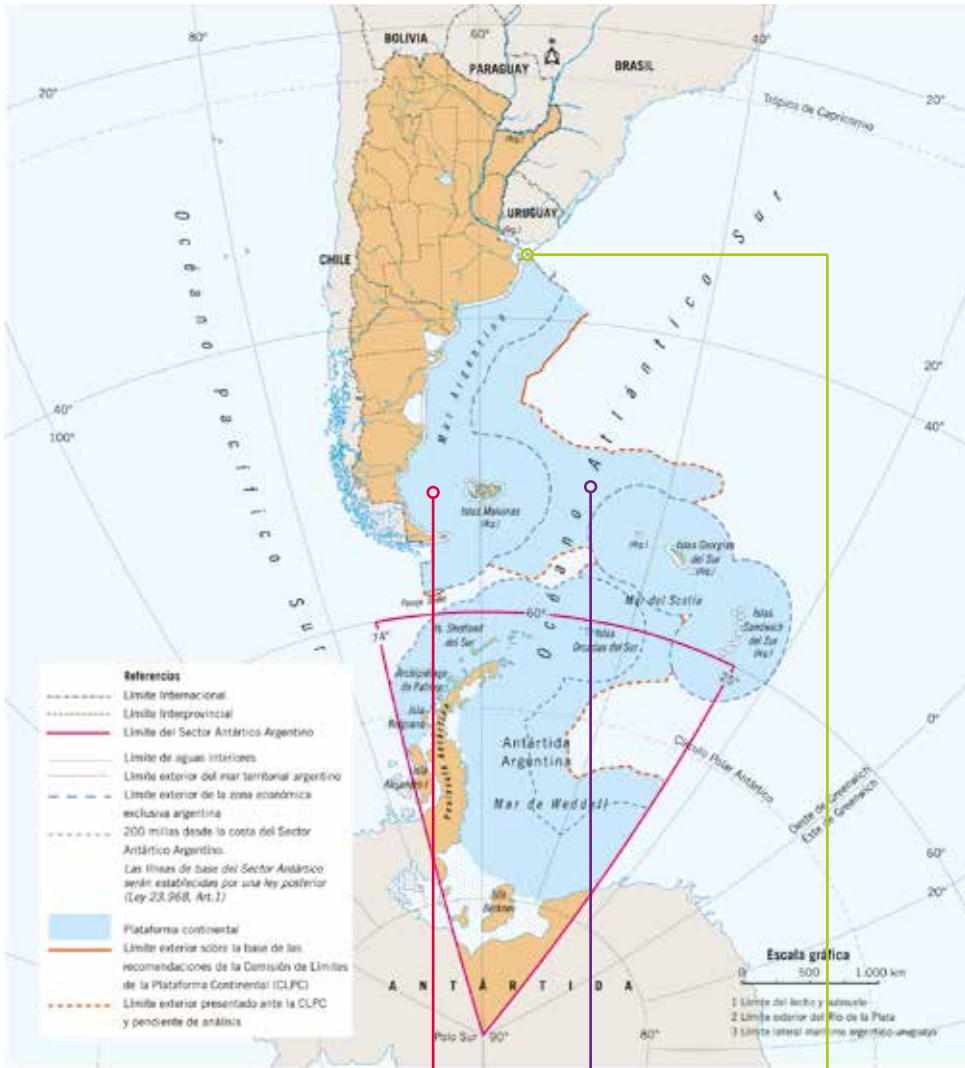 80°
BOLIVIA
60°
PARAGUAY
BRASIL
40°
20°
20°
Trópico de Capricornio
(Arg.)
URUGUAY
(Arg.)
CHILE
Océano Pacífico Sur
Océano Atlántico Sur
Mar Argentino
20°
40°
100°
40°
Islas Malvinas
(Arg.)
Islas Georgias
del Sur
(Arg.)
Mar del Scotia
60°
74°
25°
Is. Shetland
del Sur
Islas
Orcadas del Sur
Islas
Sandwich
del Sur
(Arg.)
Archipiélago
de Palmer
Península Antártica
Isla
Alejandro I
Antártida
Argentina
Mar de Weddell
0°
Círculo Polar Antártico
Oeste de Greenwich
Este de Greenwich
60°
20°
Isla
Berkner
ANTÁRTIDA
Polo Sur
90°
80°
Referencias
Límite Internacional
Límite Interprovincial
Límite del Sector Antártico Argentino
Límite de aguas interiores
Límite exterior del mar territorial argentino
Límite exterior de la zona económica
exclusiva argentina
200 millas desde la costa del Sector
Antártico Argentino.
Las líneas de base del Sector Antártico
serán establecidas por una ley posterior
(Ley 23.968, Art.1)
Plataforma continental
Límite exterior sobre la base de las
recomendaciones de la Comisión de Límites
de la Plataforma Continental (CLPC)
Límite exterior presentado ante la CLPC
y pendiente de análisis
Escala gráfica
0 500 1.000 km
1 Límite del lecho y subsuelo
2 Límite exterior del Río de la Plata
3 Límite lateral marítimo argentino-uruguayo